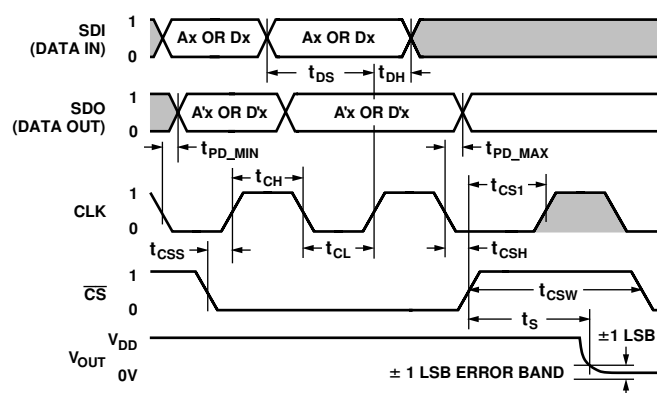 SDI
(DATA IN)
1
0
Ax OR Dx
Ax OR Dx
tDS
tDH
SDO
(DATA OUT)
1
0
A'x OR D'x
A'x OR D'x
tPD_MIN
tPD_MAX
tCH
tCS1
CLK
1
0
tCSS
tCL
tCSH
CS
1
0
tCSW
tS
VOUT
VDD
0V
±1 LSB
± 1 LSB ERROR BAND